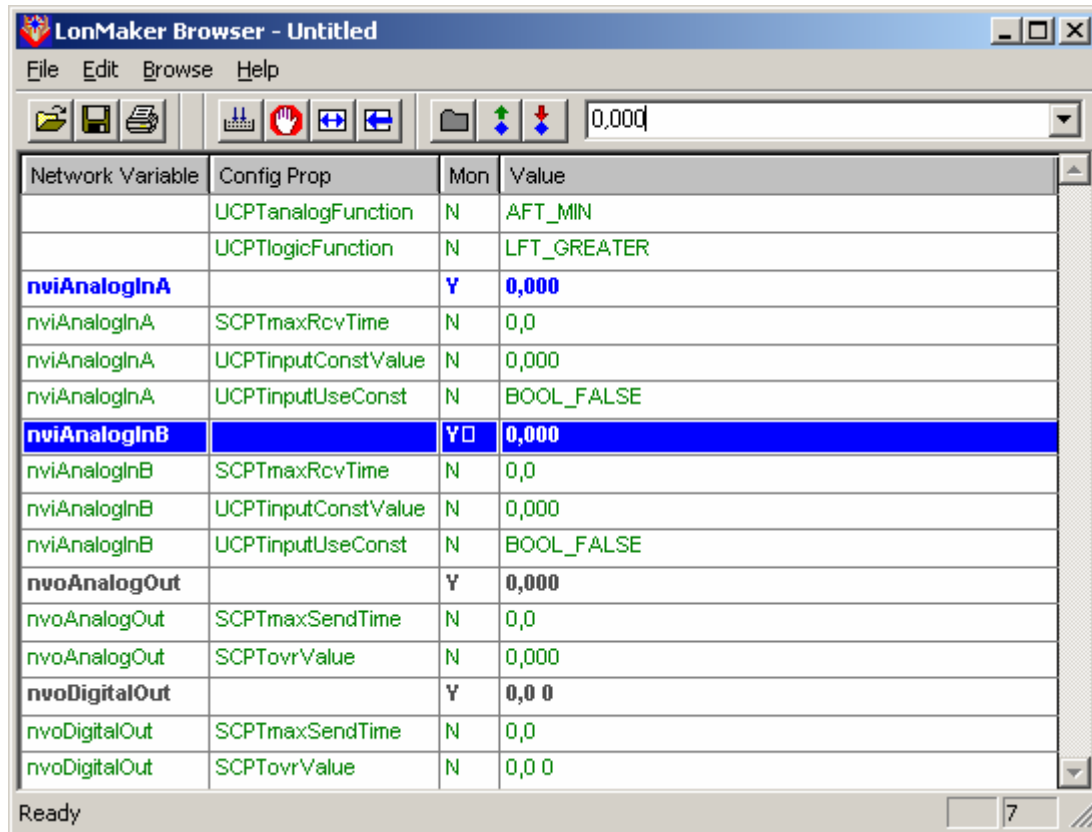 LonMaker Browser - Untitled
File Edit Browse Help
0,000
Network Variable Config Prop Mon Value
UCPTanalogFunction N AFT_MIN
UCPTlogicFunction N LFT_GREATER
nviAnalogInA Y 0,000
nviAnalogInA SCPTmaxRcvTime N 0,0
nviAnalogInA UCPTinputConstValue N 0,000
nviAnalogInA UCPTinputUseConst N BOOL_FALSE
nviAnalogInB Y□ 0,000
nviAnalogInB SCPTmaxRcvTime N 0,0
nviAnalogInB UCPTinputConstValue N 0,000
nviAnalogInB UCPTinputUseConst N BOOL_FALSE
nvoAnalogOut Y 0,000
nvoAnalogOut SCPTmaxSendTime N 0,0
nvoAnalogOut SCPTovrValue N 0,000
nvoDigitalOut Y 0,0 0
nvoDigitalOut SCPTmaxSendTime N 0,0
nvoDigitalOut SCPTovrValue N 0,0 0
Ready 7